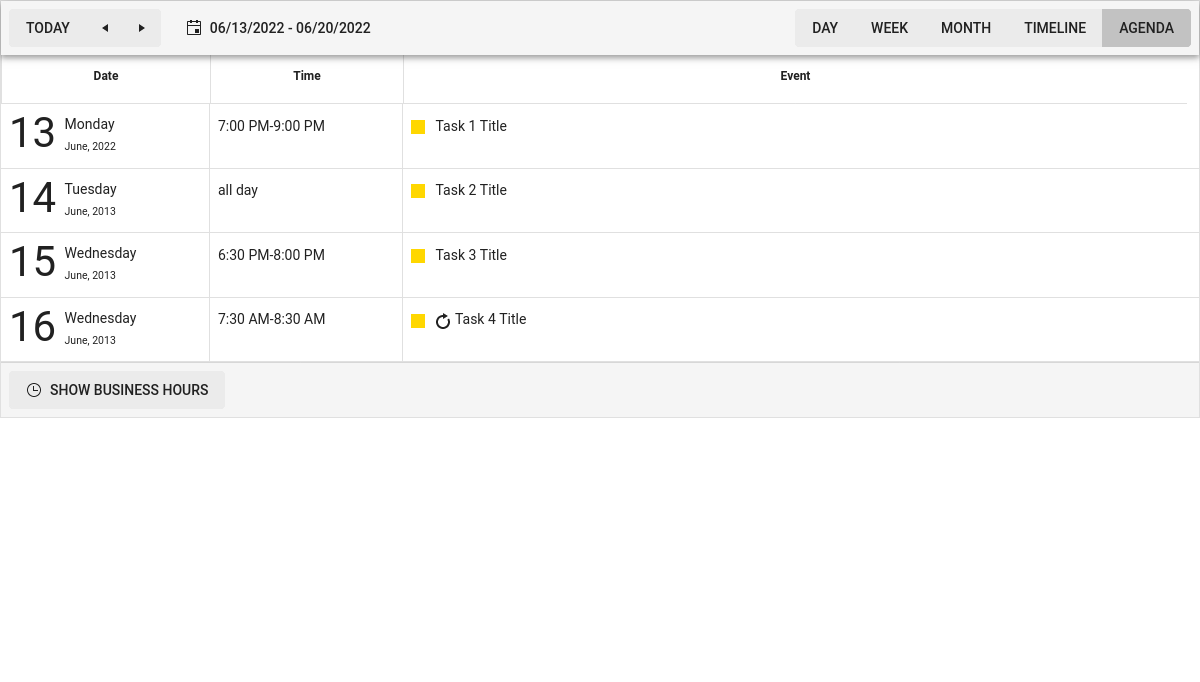 TODAY 06/13/2022 - 06/20/2022 DAY WEEK MONTH TIMELINE AGENDA
Date Time Event
13 Monday 7:00 PM-9:00 PM Task 1 Title
June, 2022
14 Tuesday all day Task 2 Title
June, 2013
15 Wednesday 6:30 PM-8:00 PM Task 3 Title
June, 2013
16 Wednesday 7:30 AM-8:30 AM Task 4 Title
June, 2013
SHOW BUSINESS HOURS